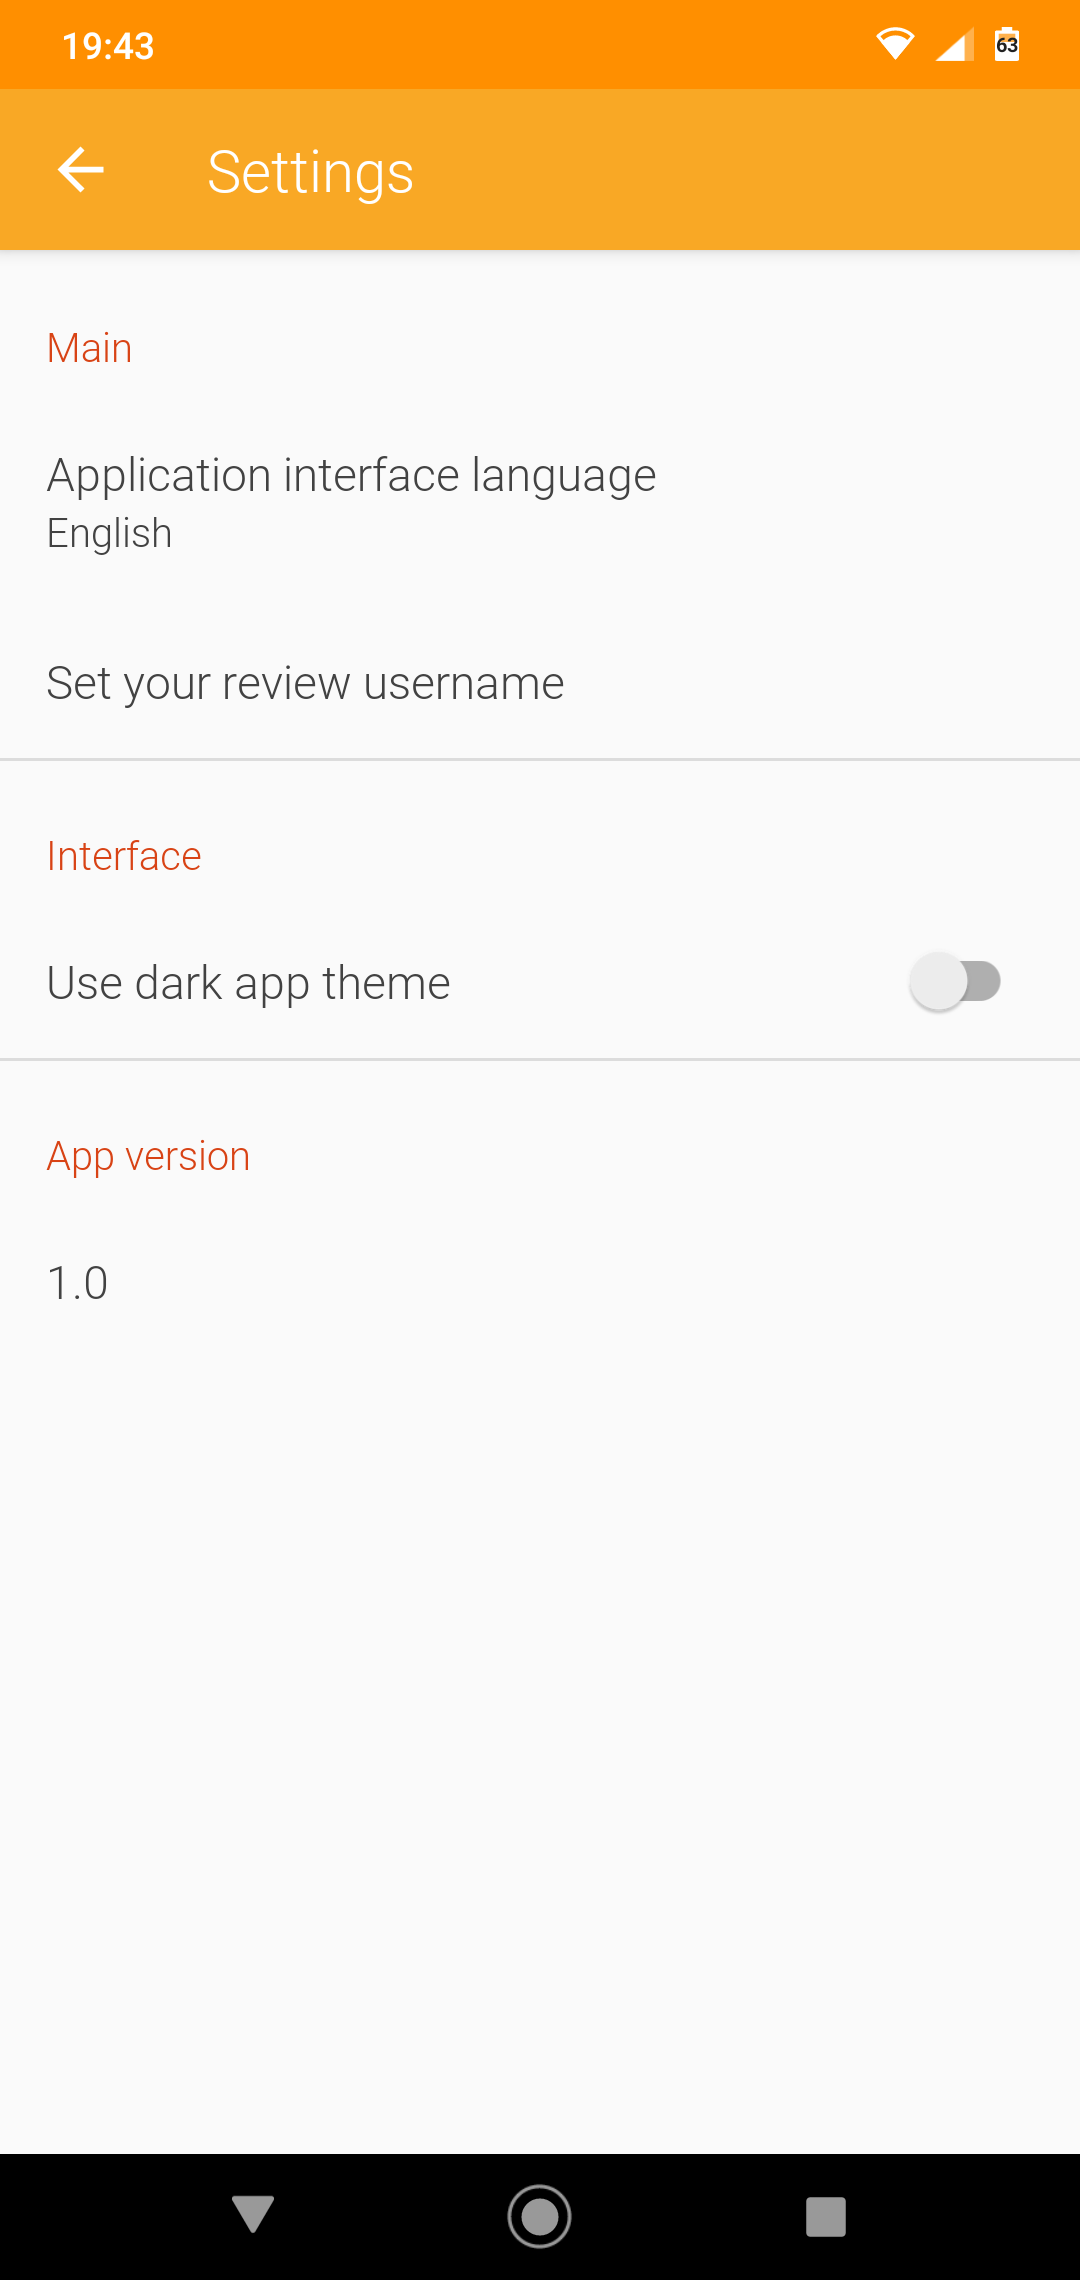 19:43
63
Settings
Main
Application interface language
English
Set your review username
Interface
Use dark app theme
App version
1.0